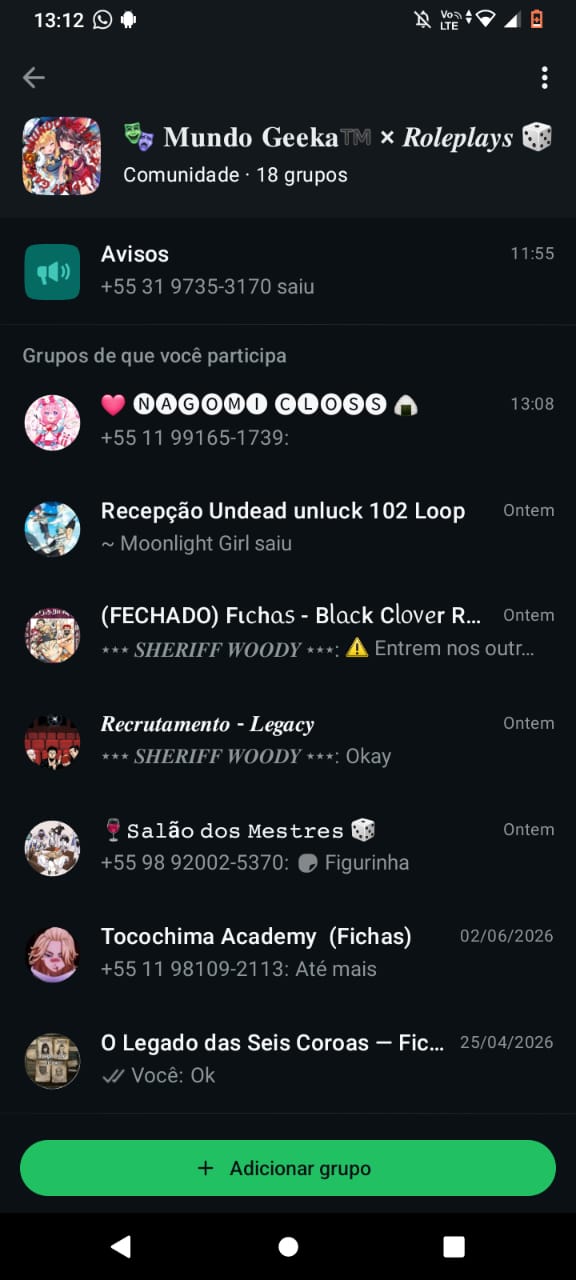 13:12
Vo LTE
🎭 Mundo Geeka™️ × Roleplays 🎲
Comunidade · 18 grupos
Avisos 11:55
+55 31 9735-3170 saiu
Grupos de que você participa
🩷 🅝🅐🅖🅞🅜🅘 🅒🅛🅞🅢🅢 🍙 13:08
+55 11 99165-1739:
Recepção Undead unluck 102 Loop Ontem
~ Moonlight Girl saiu
(FECHADO) Fichas - Black Clover R... Ontem
⋆⋆⋆ 𝑺𝑯𝑬𝑹𝑰𝑭𝑭 𝑾𝑶𝑶𝑫𝒀 ⋆⋆⋆: ⚠️ Entrem nos outr...
𝑹𝒆𝒄𝒓𝒖𝒕𝒂𝒎𝒆𝒏𝒕𝒐 - 𝑳𝒆𝒈𝒂𝒄𝒚 Ontem
⋆⋆⋆ 𝑺𝑯𝑬𝑹𝑰𝑭𝑭 𝑾𝑶𝑶𝑫𝒀 ⋆⋆⋆: Okay
🍷𝚂𝚊𝚕ã𝚘 𝚍𝚘𝚜 𝙼𝚎𝚜𝚝𝚛𝚎𝚜 🎲 Ontem
+55 98 92002-5370: Figurinha
Tocochima Academy (Fichas) 02/06/2026
+55 11 98109-2113: Até mais
O Legado das Seis Coroas — Fic... 25/04/2026
Você: Ok
+ Adicionar grupo